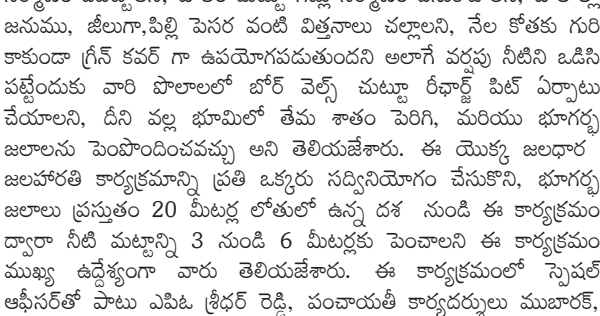 జనుము, జీలుగా,పిల్లి పెసర వంటి విత్తనాలు చల్లాలని, నేల కోతకు గురి
కాకుండా గ్రీన్ కవర్ గా ఉపయోగపడుతుందని అలాగే వర్షపు నీటిని ఒడిసి
పట్టేందుకు వారి పొలాలలో బోర్ వెల్స్ చుట్టూ రీఛార్జ్ పిట్ ఏర్పాటు
చేయాలని, దీని వల్ల భూమిలో తేమ శాతం పెరిగి, మరియు భూగర్భ
జలాలను పెంపొందించవచ్చు అని తెలియజేశారు. ఈ యొక్క జలధార
జలహారతి కార్యక్రమాన్ని ప్రతి ఒక్కరు సద్వినియోగం చేసుకొని, భూగర్భ
జలాలు ప్రస్తుతం 20 మీటర్ల లోతులో ఉన్న దశ నుండి ఈ కార్యక్రమం
ద్వారా నీటి మట్టాన్ని 3 నుండి 6 మీటర్లకు పెంచాలని ఈ కార్యక్రమం
ముఖ్య ఉద్దేశ్యంగా వారు తెలియజేశారు. ఈ కార్యక్రమంలో స్పెషల్
ఆఫీసర్‌తో పాటు ఎపిఓ శ్రీధర్ రెడ్డి, పంచాయతీ కార్యదర్శులు ముబారక్,